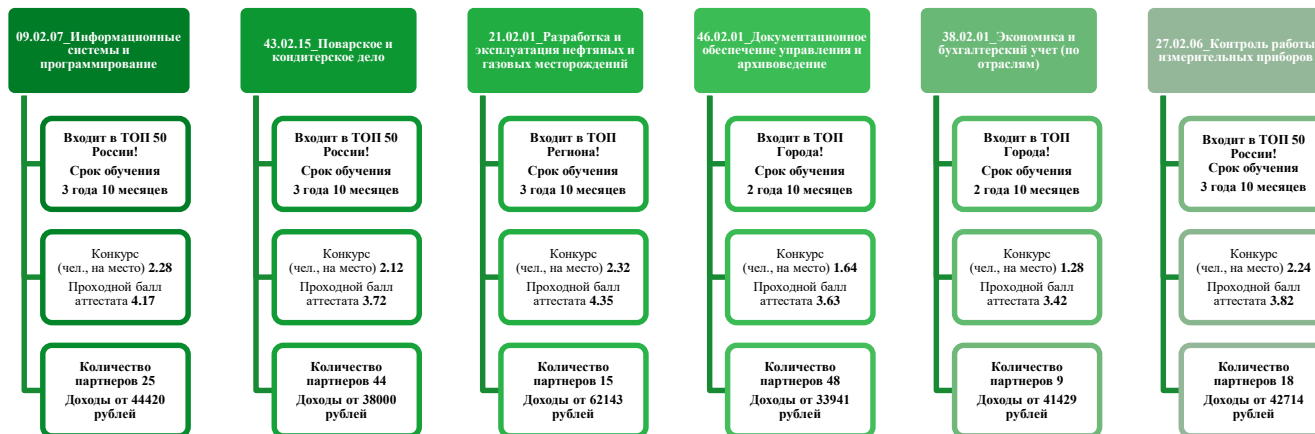 09.02.07_Информационные
системы и
программирование
Входит в ТОП 50
России!
Срок обучения
3 года 10 месяцев
Конкурс
(чел., на место) 2.28
Проходной балл
аттестата 4.17
Количество
партнеров 25
Доходы от 44420
рублей
43.02.15_Поварское и
кондитерское дело
Входит в ТОП 50
России!
Срок обучения
3 года 10 месяцев
Конкурс
(чел., на место) 2.12
Проходной балл
аттестата 3.72
Количество
партнеров 44
Доходы от 38000
рублей
21.02.01_Разработка и
эксплуатация нефтяных и
газовых месторождений
Входит в ТОП
Региона!
Срок обучения
3 года 10 месяцев
Конкурс
(чел., на место) 2.32
Проходной балл
аттестата 4.35
Количество
партнеров 15
Доходы от 62143
рублей
46.02.01_Документационное
обеспечение управления и
архивоведение
Входит в ТОП
Города!
Срок обучения
2 года 10 месяцев
Конкурс
(чел., на место) 1.64
Проходной балл
аттестата 3.63
Количество
партнеров 48
Доходы от 33941
рублей
38.02.01_Экономика и
бухгалтерский учет (по
отраслям)
Входит в ТОП
Города!
Срок обучения
2 года 10 месяцев
Конкурс
(чел., на место) 1.28
Проходной балл
аттестата 3.42
Количество
партнеров 9
Доходы от 41429
рублей
27.02.06_Контроль работы
измерительных приборов
Входит в ТОП 50
России!
Срок обучения
3 года 10 месяцев
Конкурс
(чел., на место) 2.24
Проходной балл
аттестата 3.82
Количество
партнеров 18
Доходы от 42714
рублей